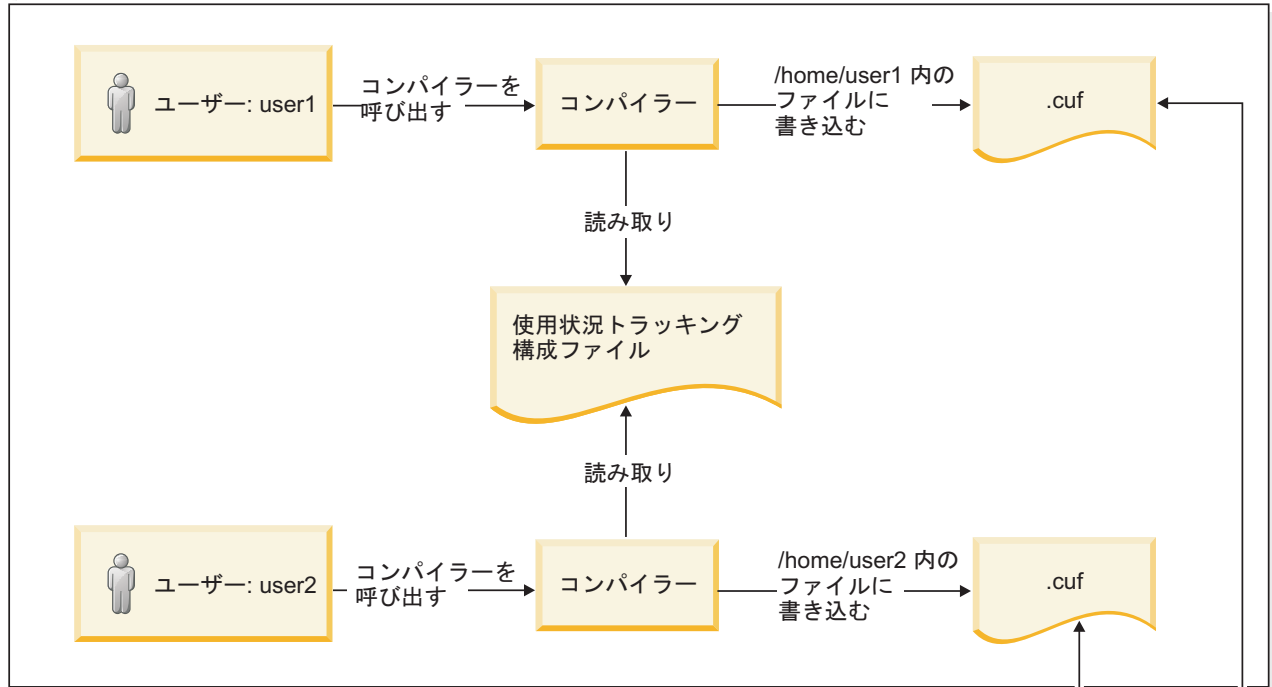 ユーザー: user1
コンパイラーを
呼び出す
コンパイラー
/home/user1 内の
ファイルに
書き込む
.cuf
読み取り
使用状況トラッキング
構成ファイル
読み取り
ユーザー: user2
コンパイラーを
呼び出す
コンパイラー
/home/user2 内の
ファイルに
書き込む
.cuf